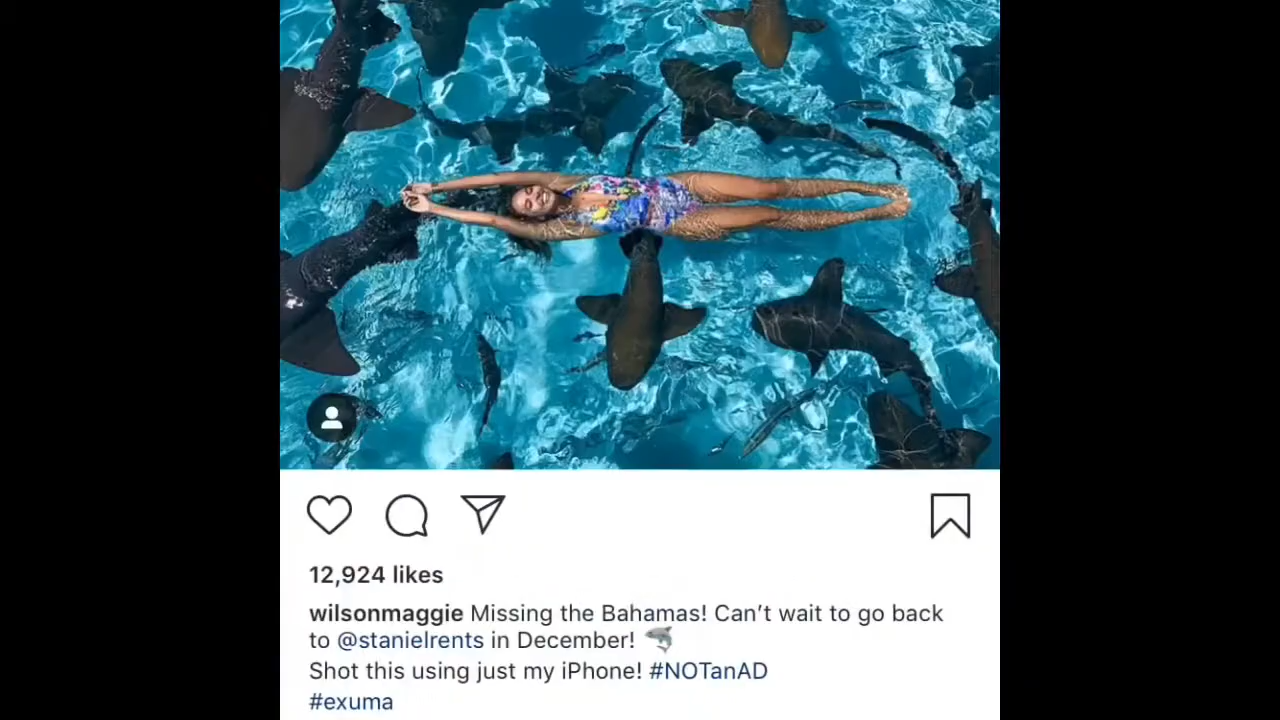 12,924 likes
wilsonmaggie Missing the Bahamas! Can’t wait to go back
to @stanielrents in December! 🦈
Shot this using just my iPhone! #NOTanAD
#exuma